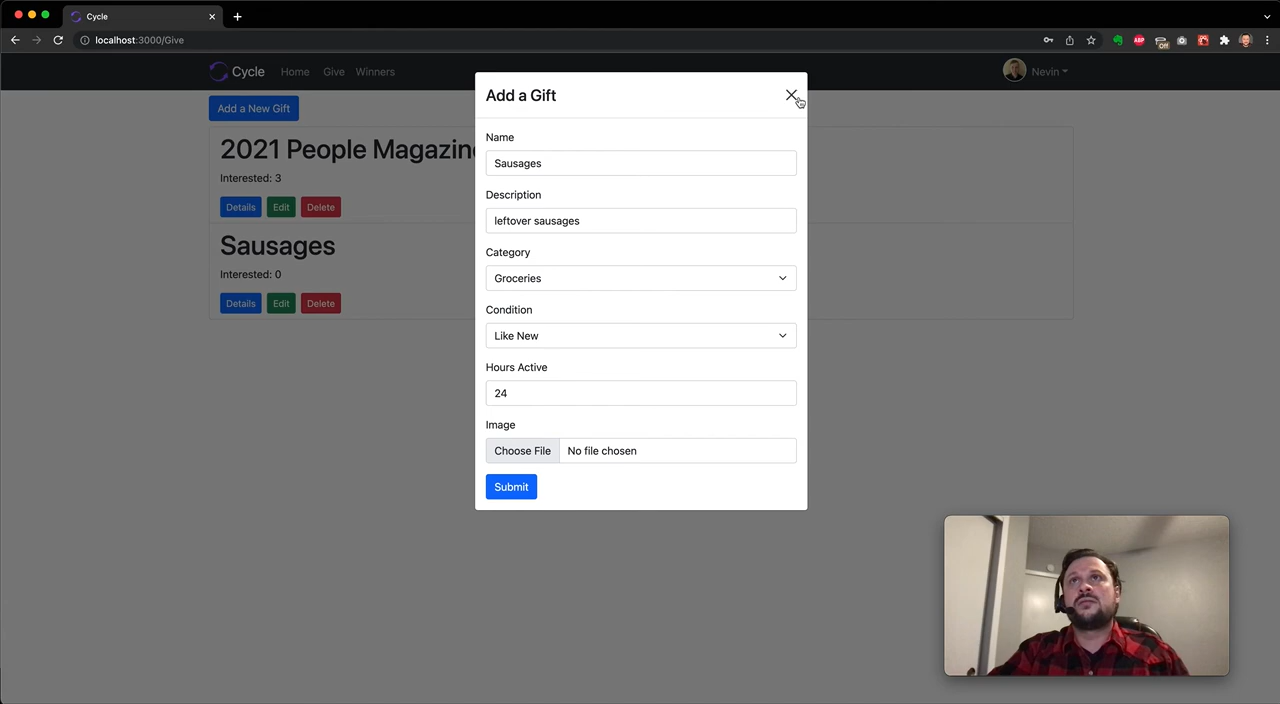 Cycle
localhost:3000/Give
ABP
Off
Cycle Home Give Winners Nevin
Add a New Gift
2021 People Magazin
Interested: 3
Details Edit Delete
Sausages
Interested: 0
Details Edit Delete
Add a Gift
Name
Sausages
Description
leftover sausages
Category
Groceries
Condition
Like New
Hours Active
24
Image
Choose File No file chosen
Submit